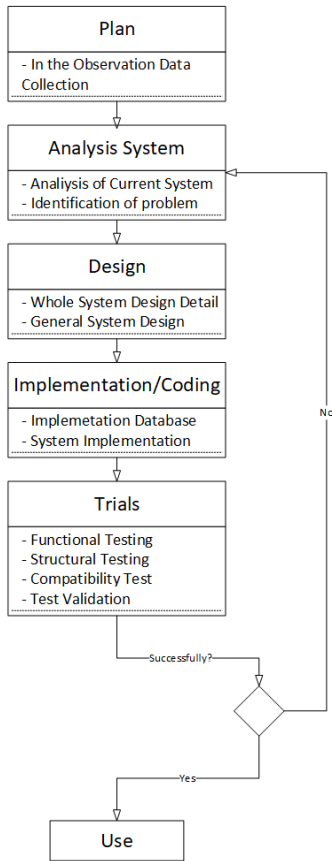 Plan
- In the Observation Data
Collection
Analysis System
- Analiysis of Current System
- Identification of problem
Design
- Whole System Design Detail
- General System Design
Implementation/Coding
- Implemetation Database
- System Implementation
No
Trials
- Functional Testing
- Structural Testing
- Compatibility Test
- Test Validation
Successfully?
Yes
Use